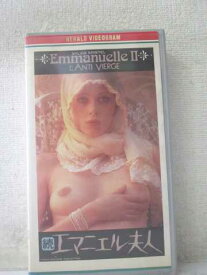 HERALD VIDEOGRAM
Emmanuelle II
L'ANTI VIERGE
続 エマニエル夫人